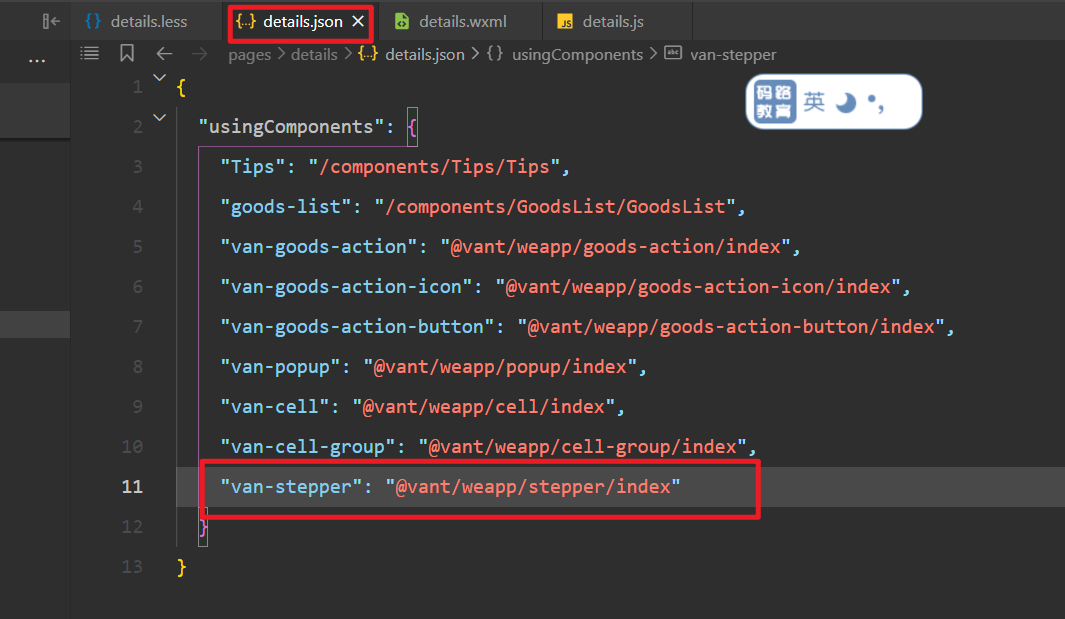 details.less {..} details.json × details.wxml JS details.js
... pages > details > {..} details.json > {} usingComponents > abc van-stepper
码路教育 英
1 {
2 "usingComponents": {
3 "Tips": "/components/Tips/Tips",
4 "goods-list": "/components/GoodsList/GoodsList",
5 "van-goods-action": "@vant/weapp/goods-action/index",
6 "van-goods-action-icon": "@vant/weapp/goods-action-icon/index",
7 "van-goods-action-button": "@vant/weapp/goods-action-button/index",
8 "van-popup": "@vant/weapp/popup/index",
9 "van-cell": "@vant/weapp/cell/index",
10 "van-cell-group": "@vant/weapp/cell-group/index",
11 "van-stepper": "@vant/weapp/stepper/index"
12 }
13 }